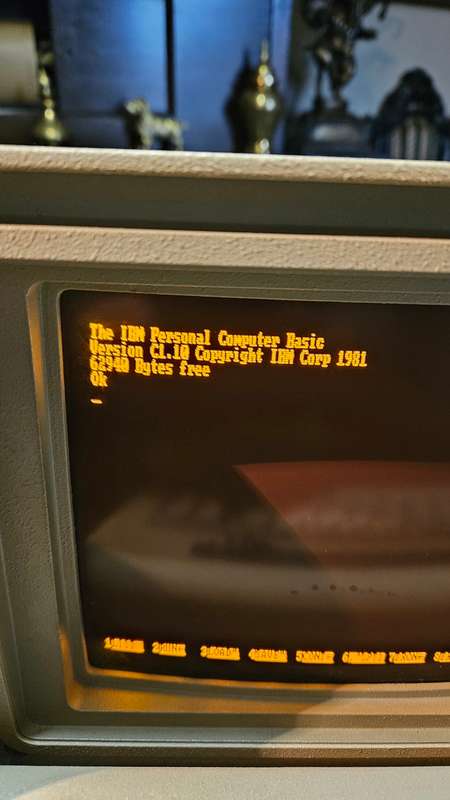 The IBM Personal Computer Basic
Version C1.10 Copyright IBM Corp 1981
62940 Bytes free
Ok